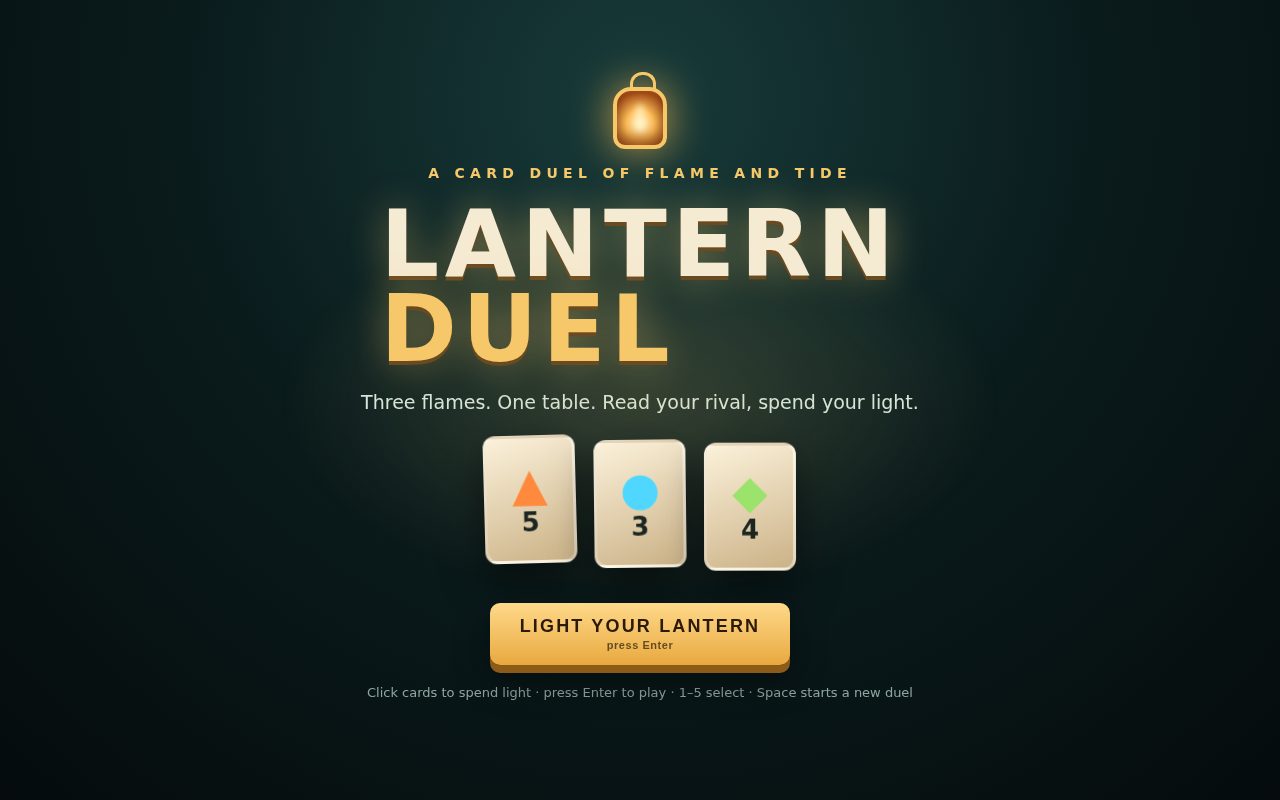 A CARD DUEL OF FLAME AND TIDE
LANTERN
DUEL
Three flames. One table. Read your rival, spend your light.
5
3
4
LIGHT YOUR LANTERN
press Enter
Click cards to spend light · press Enter to play · 1–5 select · Space starts a new duel